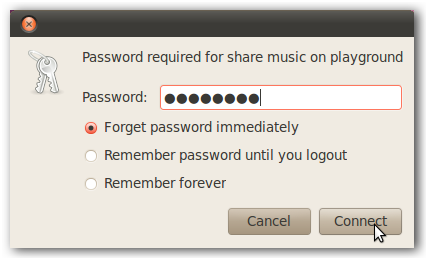 Password required for share music on playground
Password: ●●●●●●●●
Forget password immediately
Remember password until you logout
Remember forever
Cancel Connect